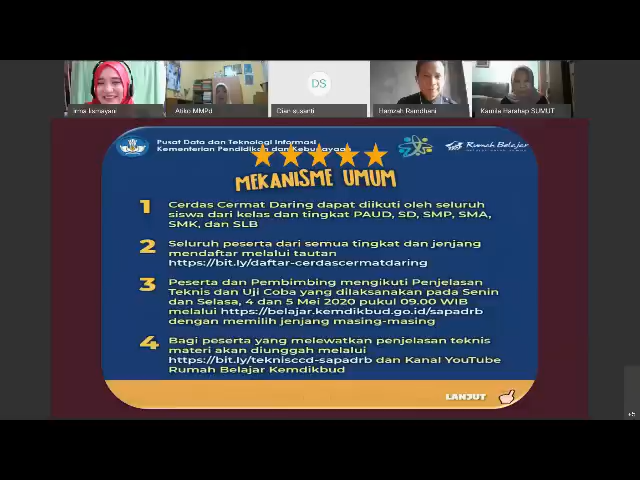 DS
Irma Ismayani
Atiko MMPd
Dian susanti
Hamzah Ramdhani
Kamila Harahap SUMUT
Pusat Data dan Teknologi Informasi
Kementerian Pendidikan dan Kebudayaan
Rumah Belajar
MEKANISME UMUM
1 Cerdas Cermat Daring dapat diikuti oleh seluruh
siswa dari kelas dan tingkat PAUD, SD, SMP, SMA,
SMK, dan SLB
2 Seluruh peserta dari semua tingkat dan jenjang
mendaftar melalui tautan
https://bit.ly/daftar-cerdascermatdaring
3 Peserta dan Pembimbing mengikuti Penjelasan
Teknis dan Uji Coba yang dilaksanakan pada Senin
dan Selasa, 4 dan 5 Mei 2020 pukul 09.00 WIB
melalui https://belajar.kemdikbud.go.id/sapadrb
dengan memilih jenjang masing-masing
4 Bagi peserta yang melewatkan penjelasan teknis
materi akan diunggah melalui
https://bit.ly/teknisccd-sapadrb dan Kanal YouTube
Rumah Belajar Kemdikbud
LANJUT
+5